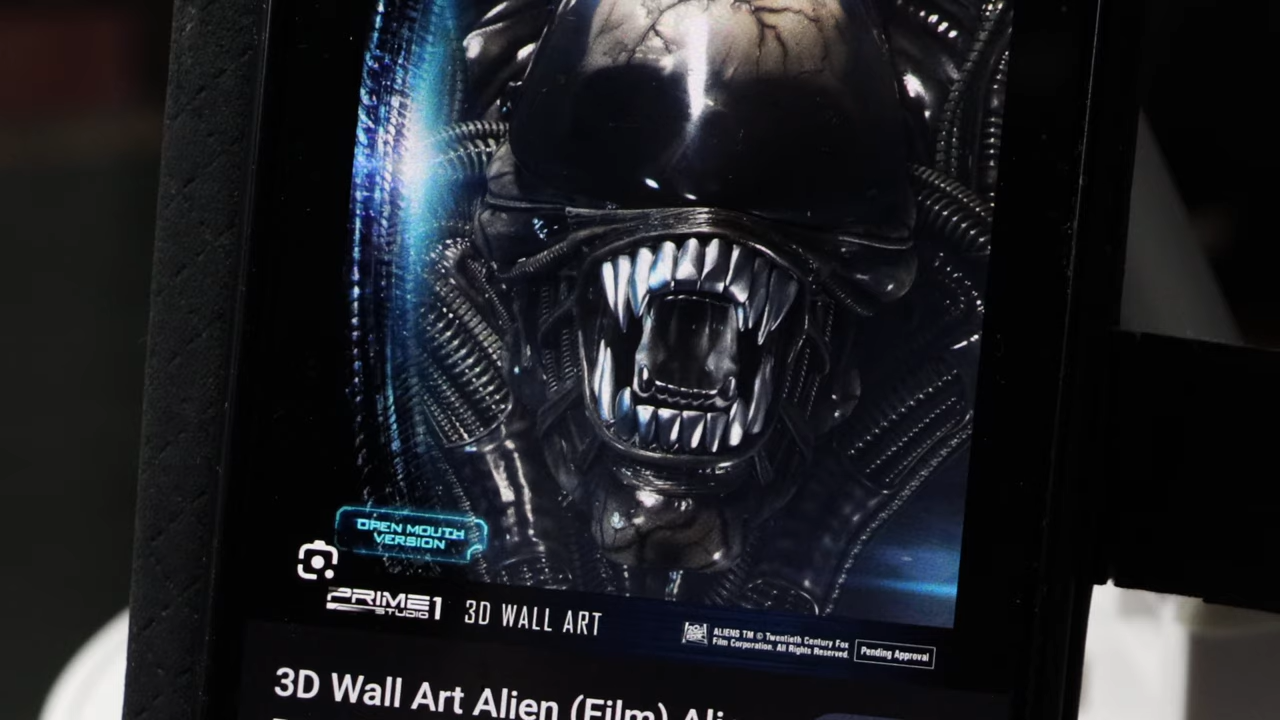 OPEN MOUTH
VERSION
PRIME1
STUDIO
3D WALL ART
ALIENS TM © Twentieth Century Fox
Film Corporation. All Rights Reserved.
Pending Approval
3D Wall Art Alien (Film)